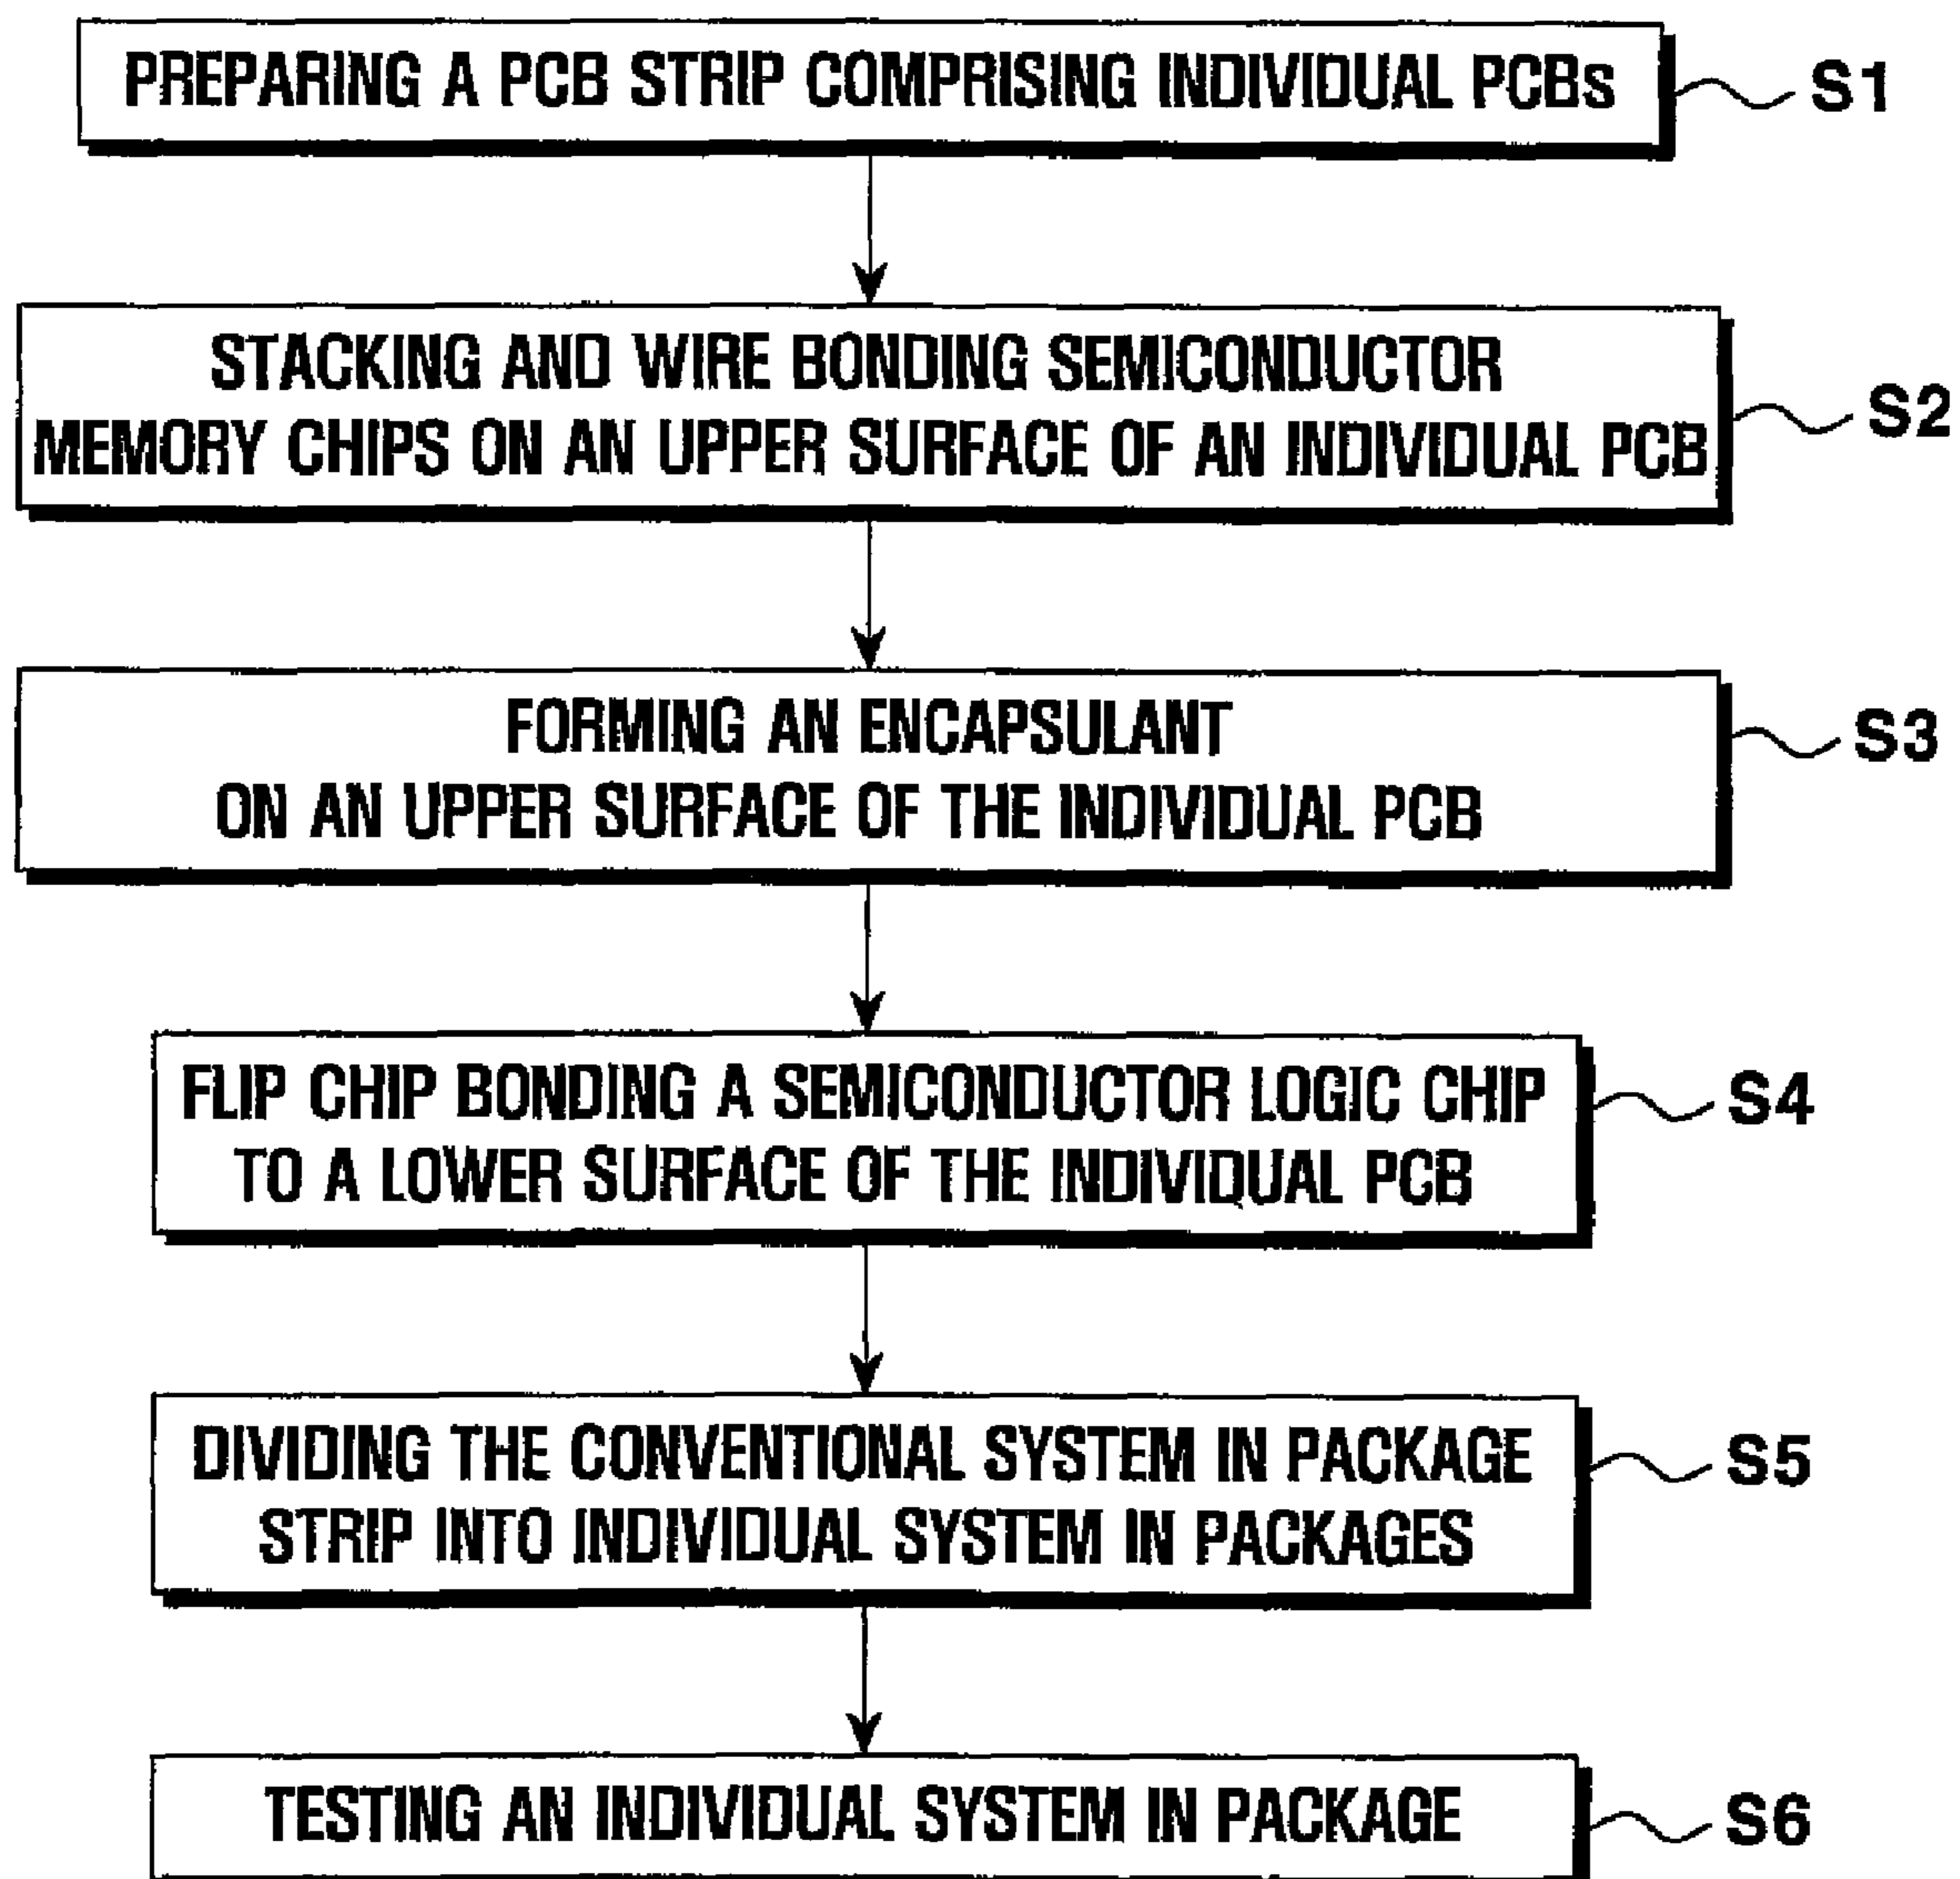 PREPARING A PCB STRIP COMPRISING INDIVIDUAL PCBs
S1
STACKING AND WIRE BONDING SEMICONDUCTOR
MEMORY CHIPS ON AN UPPER SURFACE OF AN INDIVIDUAL PCB
S2
FORMING AN ENCAPSULANT
ON AN UPPER SURFACE OF THE INDIVIDUAL PCB
S3
FLIP CHIP BONDING A SEMICONDUCTOR LOGIC CHIP
TO A LOWER SURFACE OF THE INDIVIDUAL PCB
S4
DIVIDING THE CONVENTIONAL SYSTEM IN PACKAGE
STRIP INTO INDIVIDUAL SYSTEM IN PACKAGES
S5
TESTING AN INDIVIDUAL SYSTEM IN PACKAGE
S6